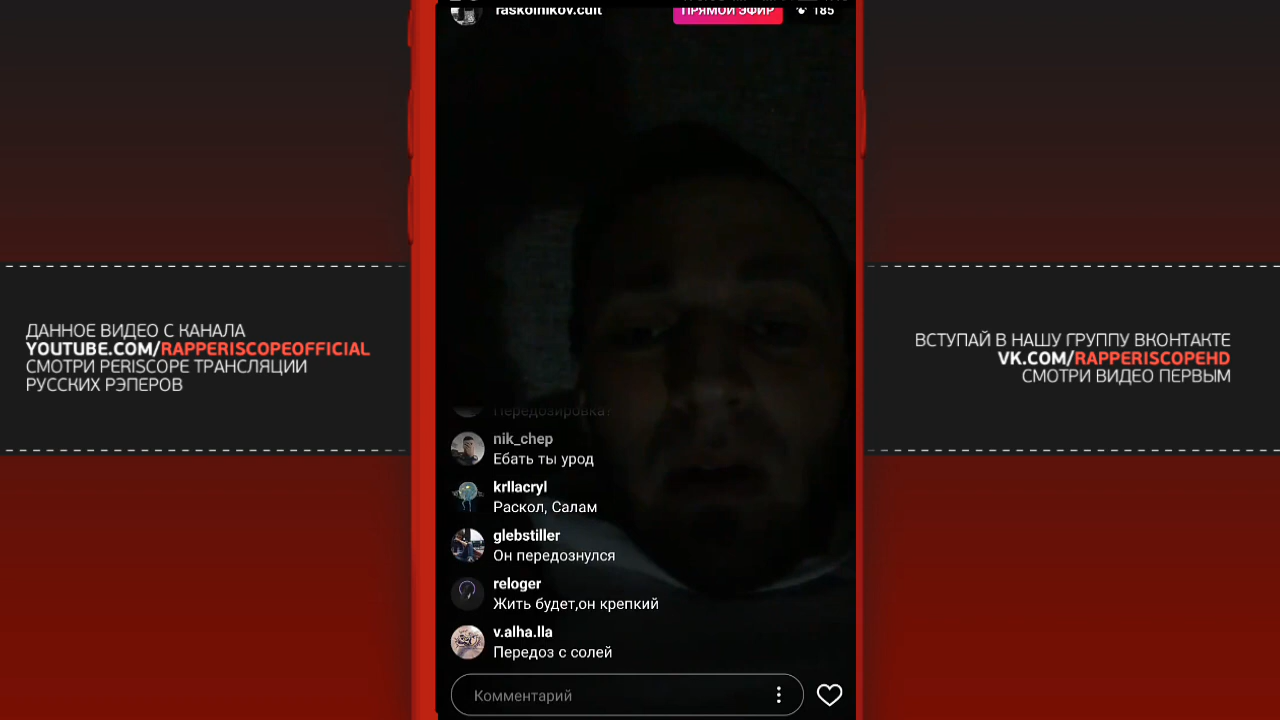 raskolnikov.cult
ПРЯМОЙ ЭФИР
185
ДАННОЕ ВИДЕО С КАНАЛА
YOUTUBE.COM/RAPPERISCOPEOFFICIAL
СМОТРИ PERISCOPE ТРАНСЛЯЦИИ
РУССКИХ РЭПЕРОВ
ВСТУПАЙ В НАШУ ГРУППУ ВКОНТАКТЕ
VK.COM/RAPPERISCOPEHD
СМОТРИ ВИДЕО ПЕРВЫМ
Передозировка?
nik_chep
Ебать ты урод
krllacryl
Раскол, Салам
glebstiller
Он передознулся
reloger
Жить будет,он крепкий
v.alha.lla
Передоз с солей
Комментарий